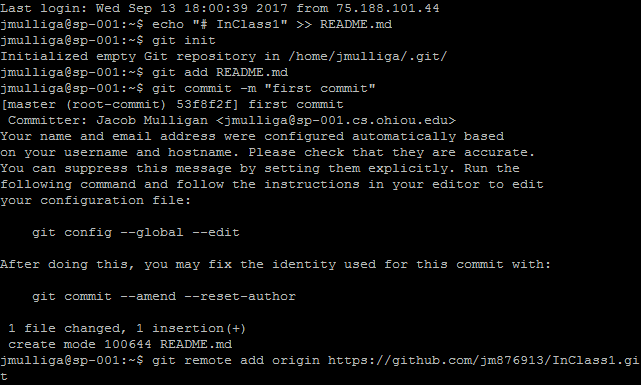 Last login: Wed Sep 13 18:00:39 2017 from 75.188.101.44
jmulliga@sp-001:~$ echo "# InClass1" >> README.md
jmulliga@sp-001:~$ git init
Initialized empty Git repository in /home/jmulliga/.git/
jmulliga@sp-001:~$ git add README.md
jmulliga@sp-001:~$ git commit -m "first commit"
[master (root-commit) 53f8f2f] first commit
 Committer: Jacob Mulligan <jmulliga@sp-001.cs.ohiou.edu>
Your name and email address were configured automatically based
on your username and hostname. Please check that they are accurate.
You can suppress this message by setting them explicitly. Run the
following command and follow the instructions in your editor to edit
your configuration file:

    git config --global --edit

After doing this, you may fix the identity used for this commit with:

    git commit --amend --reset-author

 1 file changed, 1 insertion(+)
 create mode 100644 README.md
jmulliga@sp-001:~$ git remote add origin https://github.com/jm876913/InClass1.gi
t